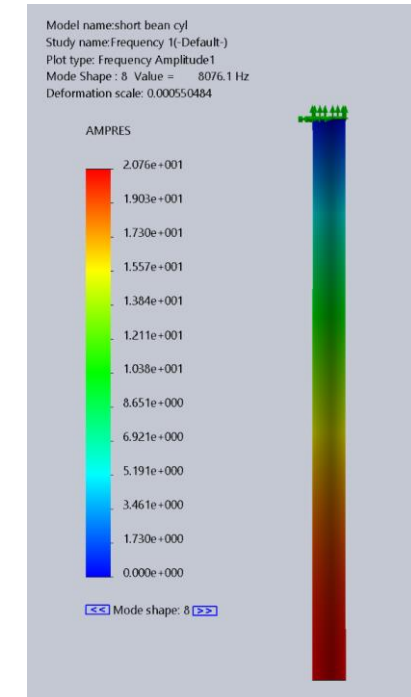 Model name:short bean cyl
Study name:Frequency 1(-Default-)
Plot type: Frequency Amplitude1
Mode Shape : 8 Value = 8076.1 Hz
Deformation scale: 0.000550484
AMPRES
2.076e+001
1.903e+001
1.730e+001
1.557e+001
1.384e+001
1.211e+001
1.038e+001
8.651e+000
6.921e+000
5.191e+000
3.461e+000
1.730e+000
0.000e+000
<< Mode shape: 8 >>